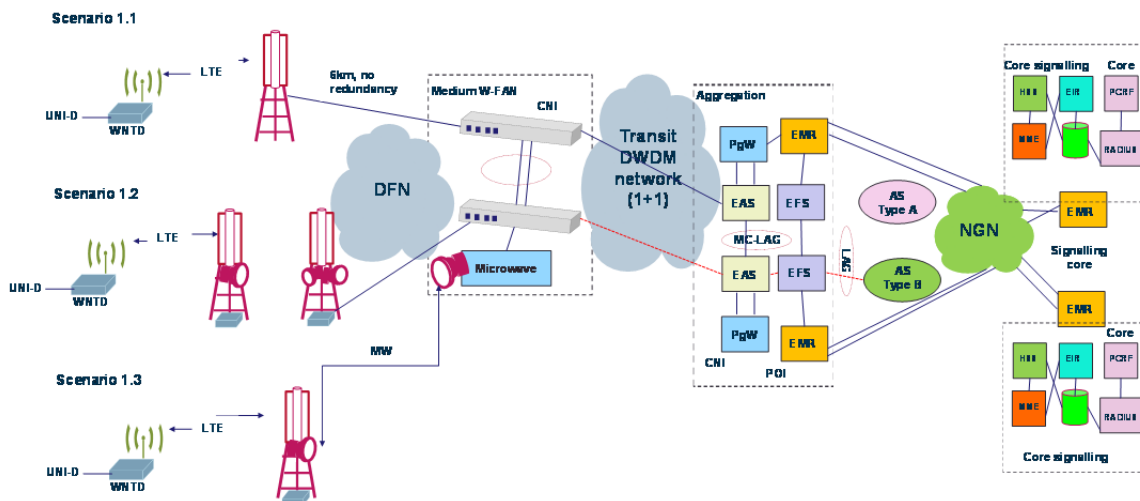 Scenario 1.1
LTE
UNI-D
WNTD
6km, no
redundancy
Medium W-FAN
CNI
DFN
Scenario 1.2
LTE
UNI-D
WNTD
Microwave
MW
Scenario 1.3
LTE
UNI-D
WNTD
Transit
DWDM
network
(1+1)
Aggregation
PgW
EMR
EAS
EFS
MC-LAG
EAS
EFS
LAG
PgW
EMR
CNI
POI
AS
Type A
AS
Type B
NGN
Core signalling
Core
EIR
PCRF
MME
RADIUS
EMR
Signalling
core
EMR
Core
EIR
PCRF
MME
RADIUS
Core signalling